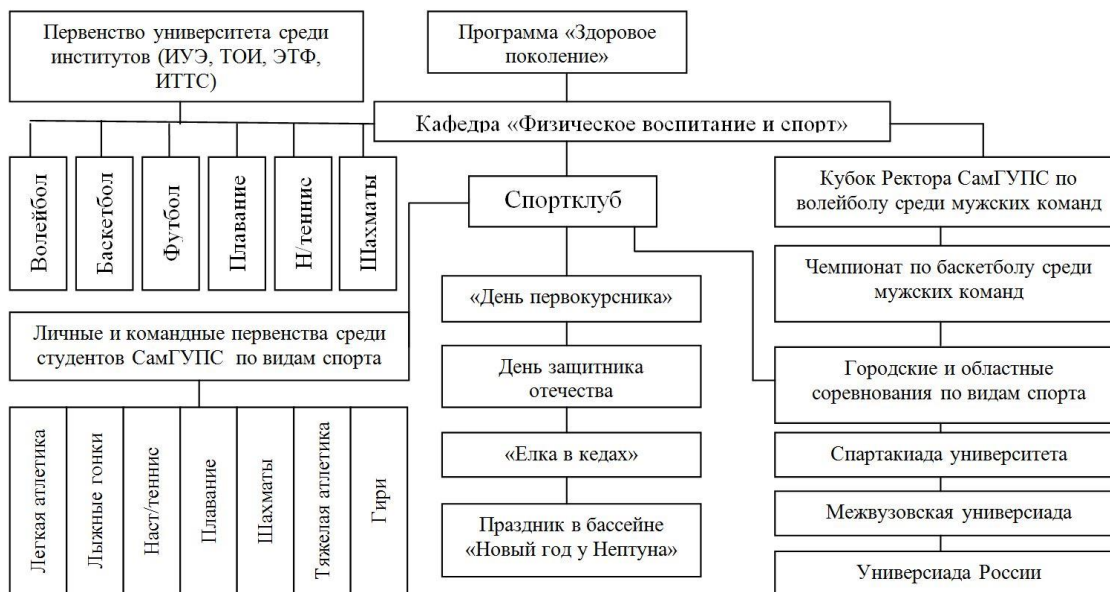 Первенство университета среди
институтов (ИУЭ, ТОИ, ЭТФ,
ИТТС)
Программа «Здоровое
поколение»
Кафедра «Физическое воспитание и спорт»
Волейбол
Баскетбол
Футбол
Плавание
Н/теннис
Шахматы
Спортклуб
Кубок Ректора СамГУПС по
волейболу среди мужских команд
Чемпионат по баскетболу среди
мужских команд
«День первокурсника»
Личные и командные первенства среди
студентов СамГУПС по видам спорта
День защитника
отечества
Городские и областные
соревнования по видам спорта
Легкая атлетика
Лыжные гонки
Наст/теннис
Плавание
Шахматы
Тяжелая атлетика
Гири
«Елка в кедах»
Праздник в бассейне
«Новый год у Нептуна»
Спартакиада университета
Межвузовская универсиада
Универсиада России